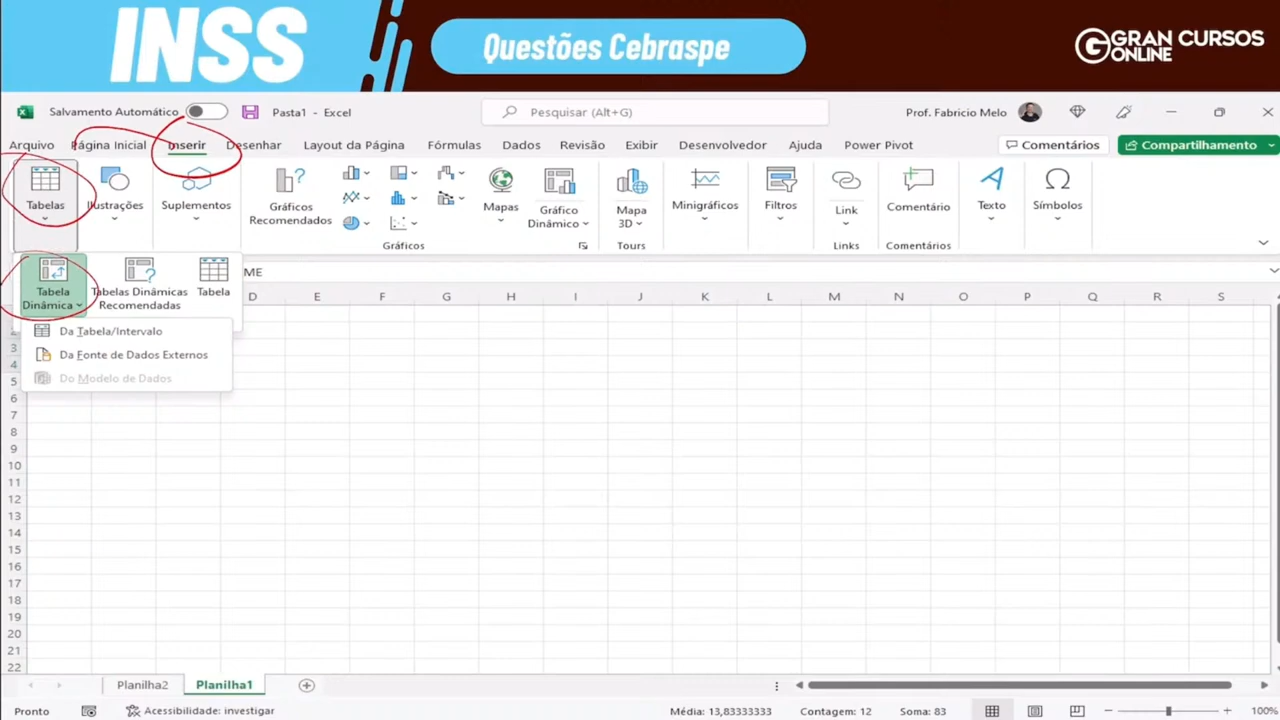 INSS
Questões Cebraspe
GRAN CURSOS
ONLINE
Salvamento Automático
Pasta1 - Excel
Pesquisar (Alt+G)
Prof. Fabricio Melo
Arquivo Página Inicial Inserir Desenhar Layout da Página Fórmulas Dados Revisão Exibir Desenvolvedor Ajuda Power Pivot
Comentários
Compartilhamento
Tabelas
Ilustrações
Suplementos
Gráficos
Recomendados
Gráficos
Mapas
Gráfico
Dinâmico
Mapa
3D
Tours
Minigráficos
Filtros
Link
Links
Comentário
Comentários
Texto
Símbolos
Tabela
Dinâmica
Tabelas Dinâmicas
Recomendadas
Tabela
ME
D E F G H I J K L M N O P Q R S
Da Tabela/Intervalo
Da Fonte de Dados Externos
Do Modelo de Dados
3
4
5
6
7
8
9
10
11
12
13
14
15
16
17
18
19
20
21
22
Planilha2 Planilha1
Pronto
Acessibilidade: investigar
Média: 13,83333333 Contagem: 12 Soma: 83
100%